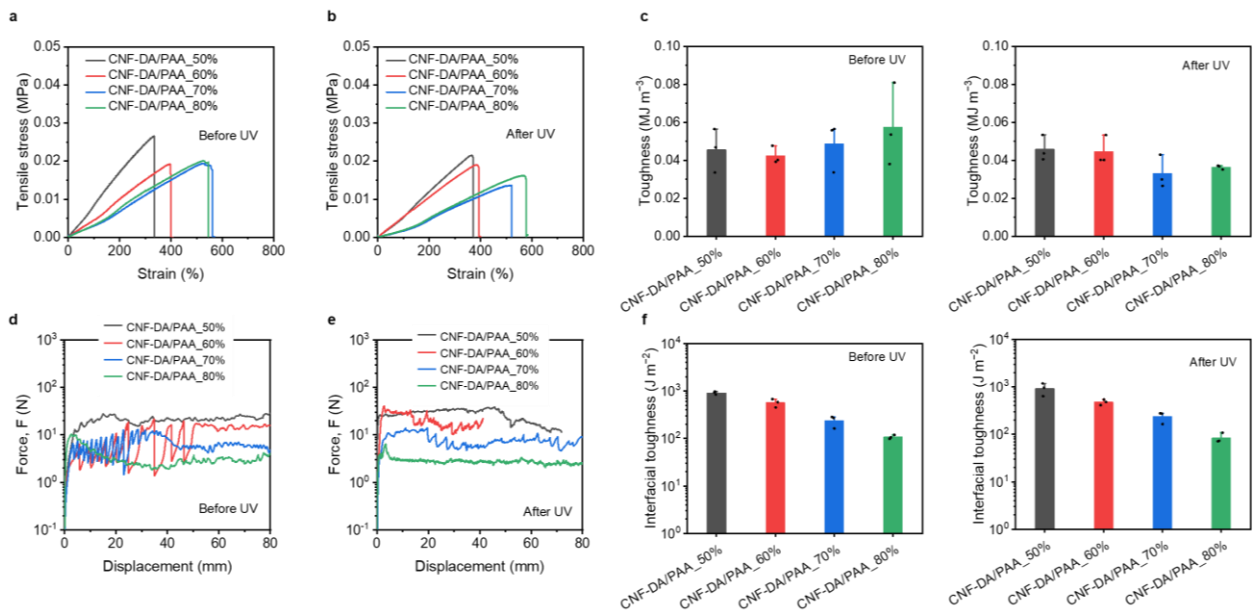 a
0.05
0.04
0.03
0.02
0.01
0.00
Tensile stress (MPa)
CNF-DA/PAA_50%
CNF-DA/PAA_60%
CNF-DA/PAA_70%
CNF-DA/PAA_80%
Before UV
0 200 400 600 800
Strain (%)
b
0.05
0.04
0.03
0.02
0.01
0.00
Tensile stress (MPa)
CNF-DA/PAA_50%
CNF-DA/PAA_60%
CNF-DA/PAA_70%
CNF-DA/PAA_80%
After UV
0 200 400 600 800
Strain (%)
c
0.10
0.08
0.06
0.04
0.02
0.00
Toughness (MJ m⁻³)
Before UV
CNF-DA/PAA_50%
CNF-DA/PAA_60%
CNF-DA/PAA_70%
CNF-DA/PAA_80%
0.10
0.08
0.06
0.04
0.02
0.00
Toughness (MJ m⁻³)
After UV
CNF-DA/PAA_50%
CNF-DA/PAA_60%
CNF-DA/PAA_70%
CNF-DA/PAA_80%
d
CNF-DA/PAA_50%
CNF-DA/PAA_60%
CNF-DA/PAA_70%
CNF-DA/PAA_80%
10³
10²
10¹
10⁰
10⁻¹
Force, F (N)
Before UV
0 20 40 60 80
Displacement (mm)
e
CNF-DA/PAA_50%
CNF-DA/PAA_60%
CNF-DA/PAA_70%
CNF-DA/PAA_80%
10³
10²
10¹
10⁰
10⁻¹
Force, F (N)
After UV
0 20 40 60 80
Displacement (mm)
f
10⁴
10³
10²
10¹
10⁰
Interfacial toughness (J m⁻²)
Before UV
CNF-DA/PAA_50%
CNF-DA/PAA_60%
CNF-DA/PAA_70%
CNF-DA/PAA_80%
10⁴
10³
10²
10¹
10⁰
Interfacial toughness (J m⁻²)
After UV
CNF-DA/PAA_50%
CNF-DA/PAA_60%
CNF-DA/PAA_70%
CNF-DA/PAA_80%